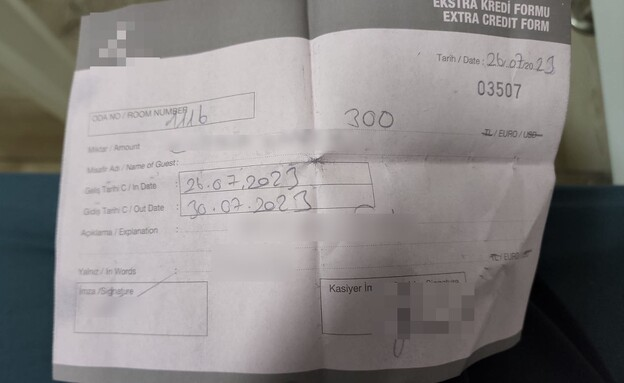 EKSTRA KREDİ FORMU
EXTRA CREDIT FORM
Tarih / Date : 26.07/2023
03507
ODA NO / ROOM NUMBER
1116
300
Miktar / Amount
TL / EURO / USD
Misafir Adı / Name of Guest:
Geliş Tarihi C / In Date : 26.07.2023
Gidiş Tarihi C / Out Date : 30.07.2023
Açıklama / Explanation :
TL / EURO /
Yalnız / In Words :
İmza / Signature
Kasiyer İm